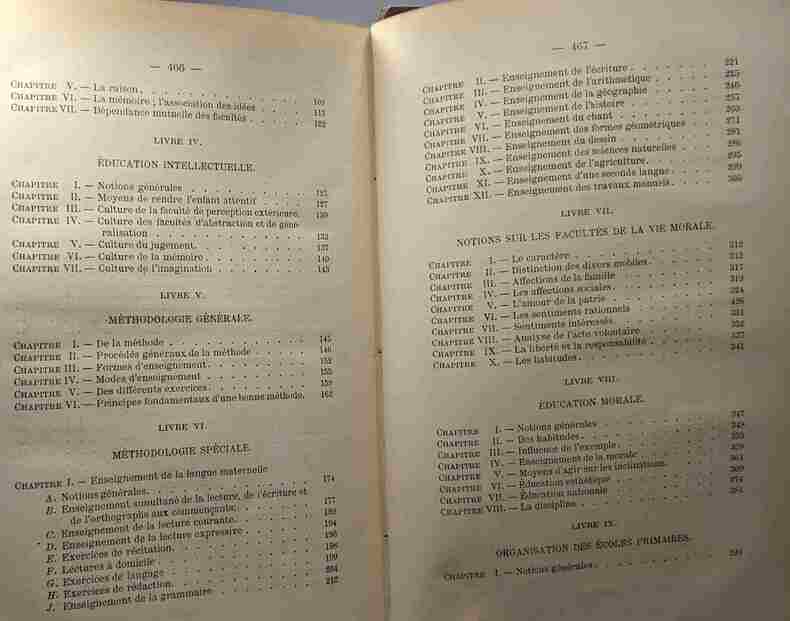 — 466 —
CHAPITRE V. — La raison
CHAPITRE VI. — La mémoire ; l'association des idées 113
CHAPITRE VII. — Dépendance mutuelle des facultés 122
LIVRE IV.
ÉDUCATION INTELLECTUELLE.
CHAPITRE I. — Notions générales 125
CHAPITRE II. — Moyens de rendre l'enfant attentif 127
CHAPITRE III. — Culture de la faculté de perception extérieure. 130
CHAPITRE IV. — Culture des facultés d'abstraction et de géné-
ralisation 133
CHAPITRE V. — Culture du jugement. 137
CHAPITRE VI. — Culture de la mémoire 140
CHAPITRE VII. — Culture de l'imagination 143
LIVRE V.
MÉTHODOLOGIE GÉNÉRALE.
CHAPITRE I. — De la méthode 145
CHAPITRE II. — Procédés généraux de la méthode 146
CHAPITRE III. — Formes d'enseignement 152
CHAPITRE IV. — Modes d'enseignement 155
CHAPITRE V. — Des différents exercices 159
CHAPITRE VI. — Principes fondamentaux d'une bonne méthode. 162
LIVRE VI
MÉTHODOLOGIE SPÉCIALE.
CHAPITRE I. — Enseignement de la langue maternelle
A. Notions générales. 174
B. Enseignement simultané de la lecture, de l'écriture et
de l'orthographe aux commençants. 177
C. Enseignement de la lecture courante. 189
D. Enseignement de la lecture expressive 194
E. Exercices de récitation. 196
F. Lectures à domicile 198
G. Exercices de langage 199
H. Exercices de rédaction. 204
J. Enseignement de la grammaire 212
— 467 —
CHAPITRE II. — Enseignement de l'écriture 221
CHAPITRE III. — Enseignement de l'arithmétique 225
CHAPITRE IV. — Enseignement de la géographie 246
CHAPITRE V. — Enseignement de l'histoire 257
CHAPITRE VI. — Enseignement du chant
CHAPITRE VII. — Enseignement des formes géométriques 271
CHAPITRE VIII. — Enseignement du dessin 281
CHAPITRE IX. — Enseignement des sciences naturelles 286
CHAPITRE X. — Enseignement de l'agriculture. 295
CHAPITRE XI. — Enseignement d'une seconde langue 299
CHAPITRE XII. — Enseignement des travaux manuels
LIVRE VII.
NOTIONS SUR LES FACULTÉS DE LA VIE MORALE.
CHAPITRE I. — Le caractère 312
CHAPITRE II. — Distinction des divers mobiles 313
CHAPITRE III. — Affections de la famille 317
CHAPITRE IV. — Les affections sociales 319
CHAPITRE V. — L'amour de la patrie 324
CHAPITRE VI. — Les sentiments rationnels
CHAPITRE VII. — Sentiments intéressés 331
CHAPITRE VIII. — Analyse de l'acte volontaire
CHAPITRE IX. — La liberté et la responsabilité 337
CHAPITRE X. — Les habitudes 341
LIVRE VIII.
ÉDUCATION MORALE.
CHAPITRE I. — Notions générales 347
CHAPITRE II. — Des habitudes 349
CHAPITRE III. — Influence de l'exemple
CHAPITRE IV. — Enseignement de la morale
CHAPITRE V. — Moyens d'agir sur les inclinations
CHAPITRE VI. — Éducation esthétique
CHAPITRE VII. — Éducation nationale 374
CHAPITRE VIII. — La discipline
LIVRE IX.
ORGANISATION DES ÉCOLES PRIMAIRES.
CHAPITRE I. — Notions générales